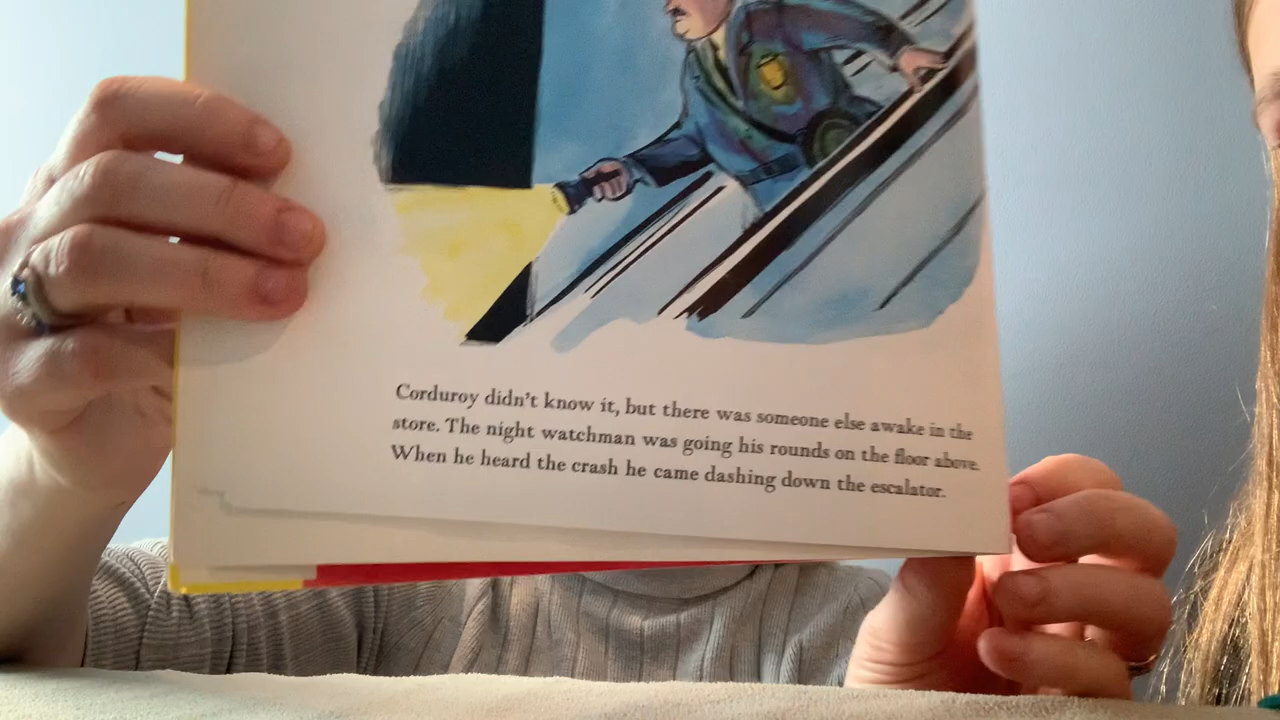 Corduroy didn't know it, but there was someone else awake in the
store. The night watchman was going his rounds on the floor above.
When he heard the crash he came dashing down the escalator.